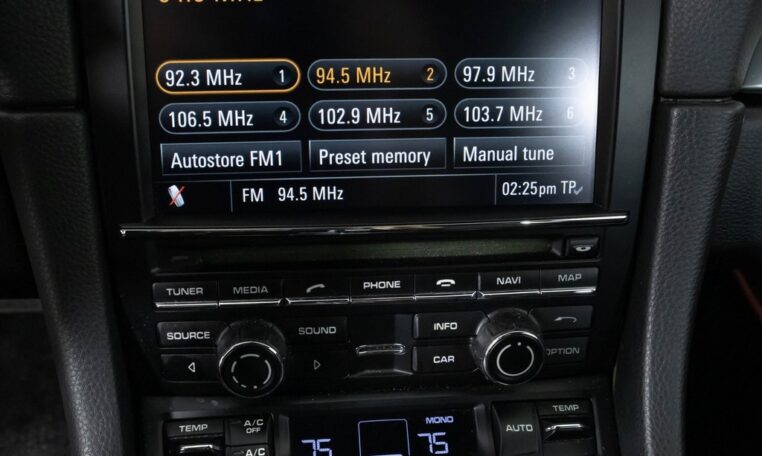 92.3 MHz 1 94.5 MHz 2 97.9 MHz 3
106.5 MHz 4 102.9 MHz 5 103.7 MHz 6
Autostore FM1 Preset memory Manual tune
FM 94.5 MHz 02:25pm TP
TUNER MEDIA PHONE NAVI MAP
SOURCE SOUND INFO
CAR OPTION
TEMP A/C OFF MONO AUTO TEMP
A/C 75 75